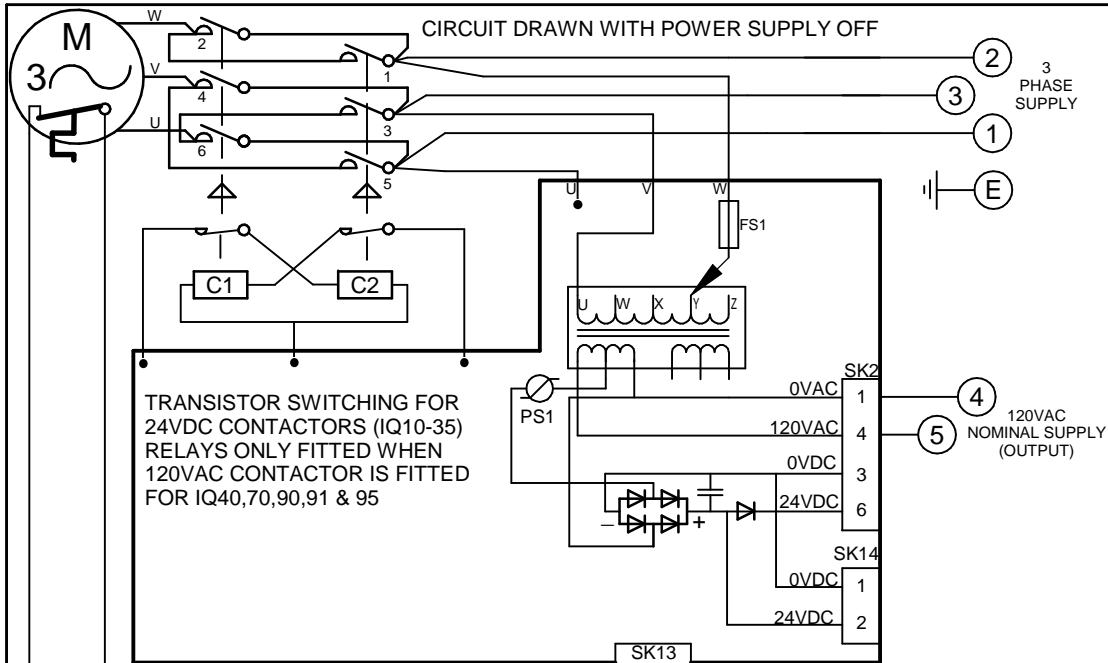 CIRCUIT DRAWN WITH POWER SUPPLY OFF
W
M
3
V
U
2
1
4
3
6
5
2
3
1
E
3
PHASE
SUPPLY
U
V
W
FS1
C1
C2
U
W
X
Y
Z
PS1
TRANSISTOR SWITCHING FOR
24VDC CONTACTORS (IQ10-35)
RELAYS ONLY FITTED WHEN
120VAC CONTACTOR IS FITTED
FOR IQ40,70,90,91 & 95
SK2
0VAC
1
120VAC
4
0VDC
3
24VDC
6
4
5
120VAC
NOMINAL SUPPLY
(OUTPUT)
–
+
SK14
0VDC
1
24VDC
2
SK13